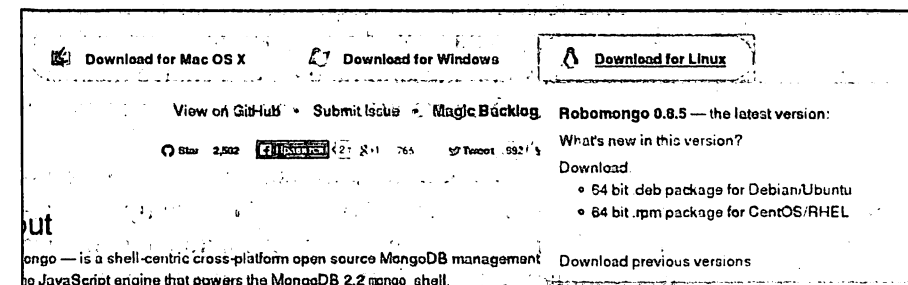 Download for Mac OS X
Download for Windows
Download for Linux
View on GitHub • Submit Issue • Magic Backlog
Robomongo 0.8.5 — the latest version:
What's new in this version?
Star 2,502
+1 765
Tweet
Download
64 bit .deb package for Debian/Ubuntu
64 bit .rpm package for CentOS/RHEL
out
ongo — is a shell-centric cross-platform open source MongoDB management
Download previous versions
he JavaScript engine that powers the MongoDB 2.2 mongo shell.